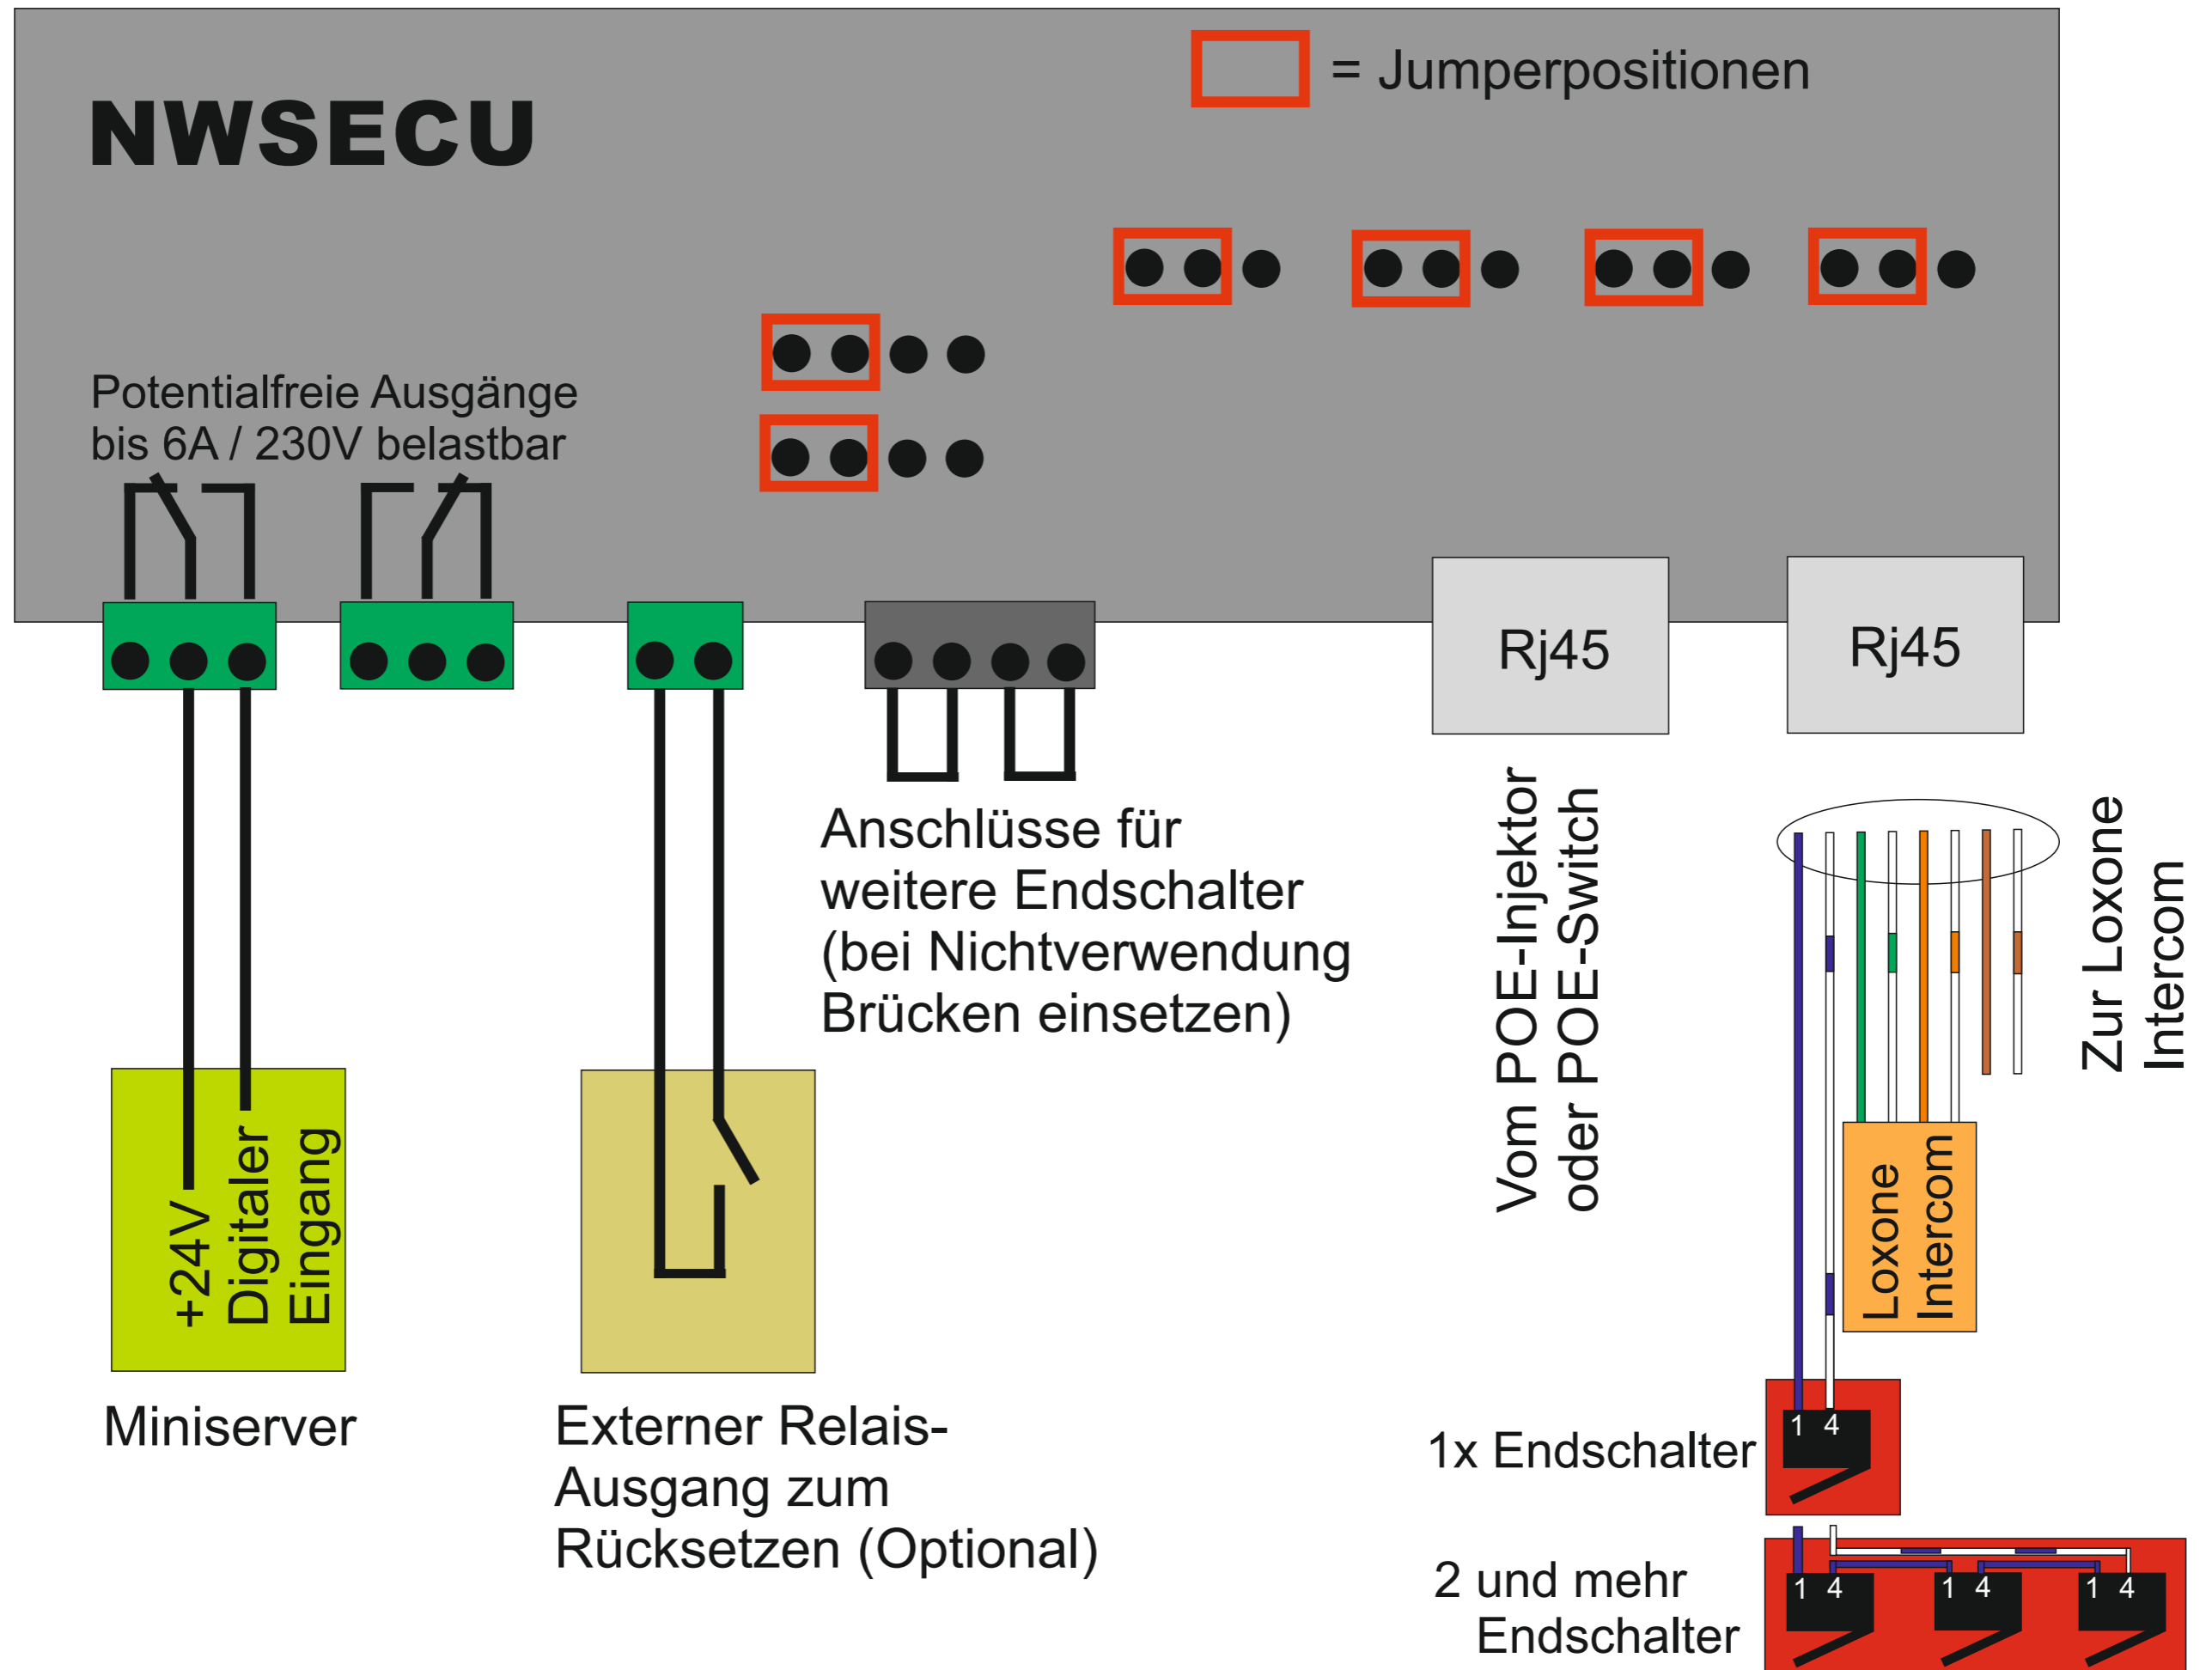 = Jumperpositionen
NWSECU
Potentialfreie Ausgänge
bis 6A / 230V belastbar
Rj45
Rj45
Anschlüsse für
weitere Endschalter
(bei Nichtverwendung
Brücken einsetzen)
Vom POE-Injektor
oder POE-Switch
Zur Loxone
Intercom
+24V
Digitaler
Eingang
Loxone
Intercom
Miniserver
Externer Relais-
Ausgang zum
Rücksetzen (Optional)
1x Endschalter
1 4
2 und mehr
Endschalter
1 4
1 4
1 4